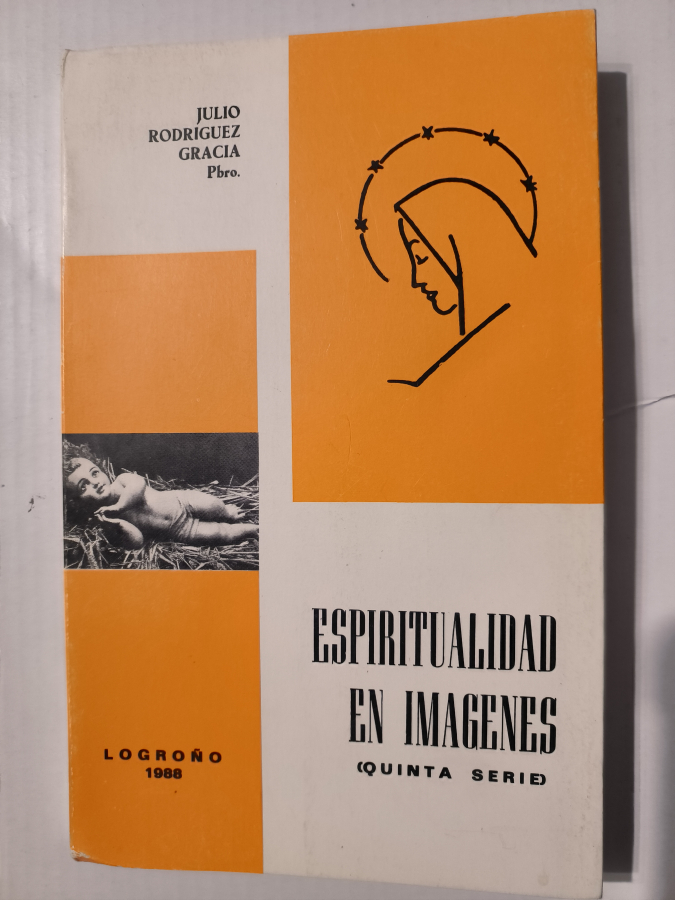 JULIO
RODRIGUEZ
GRACIA
Pbro.
ESPIRITUALIDAD
EN IMAGENES
(QUINTA SERIE)
LOGROÑO
1988